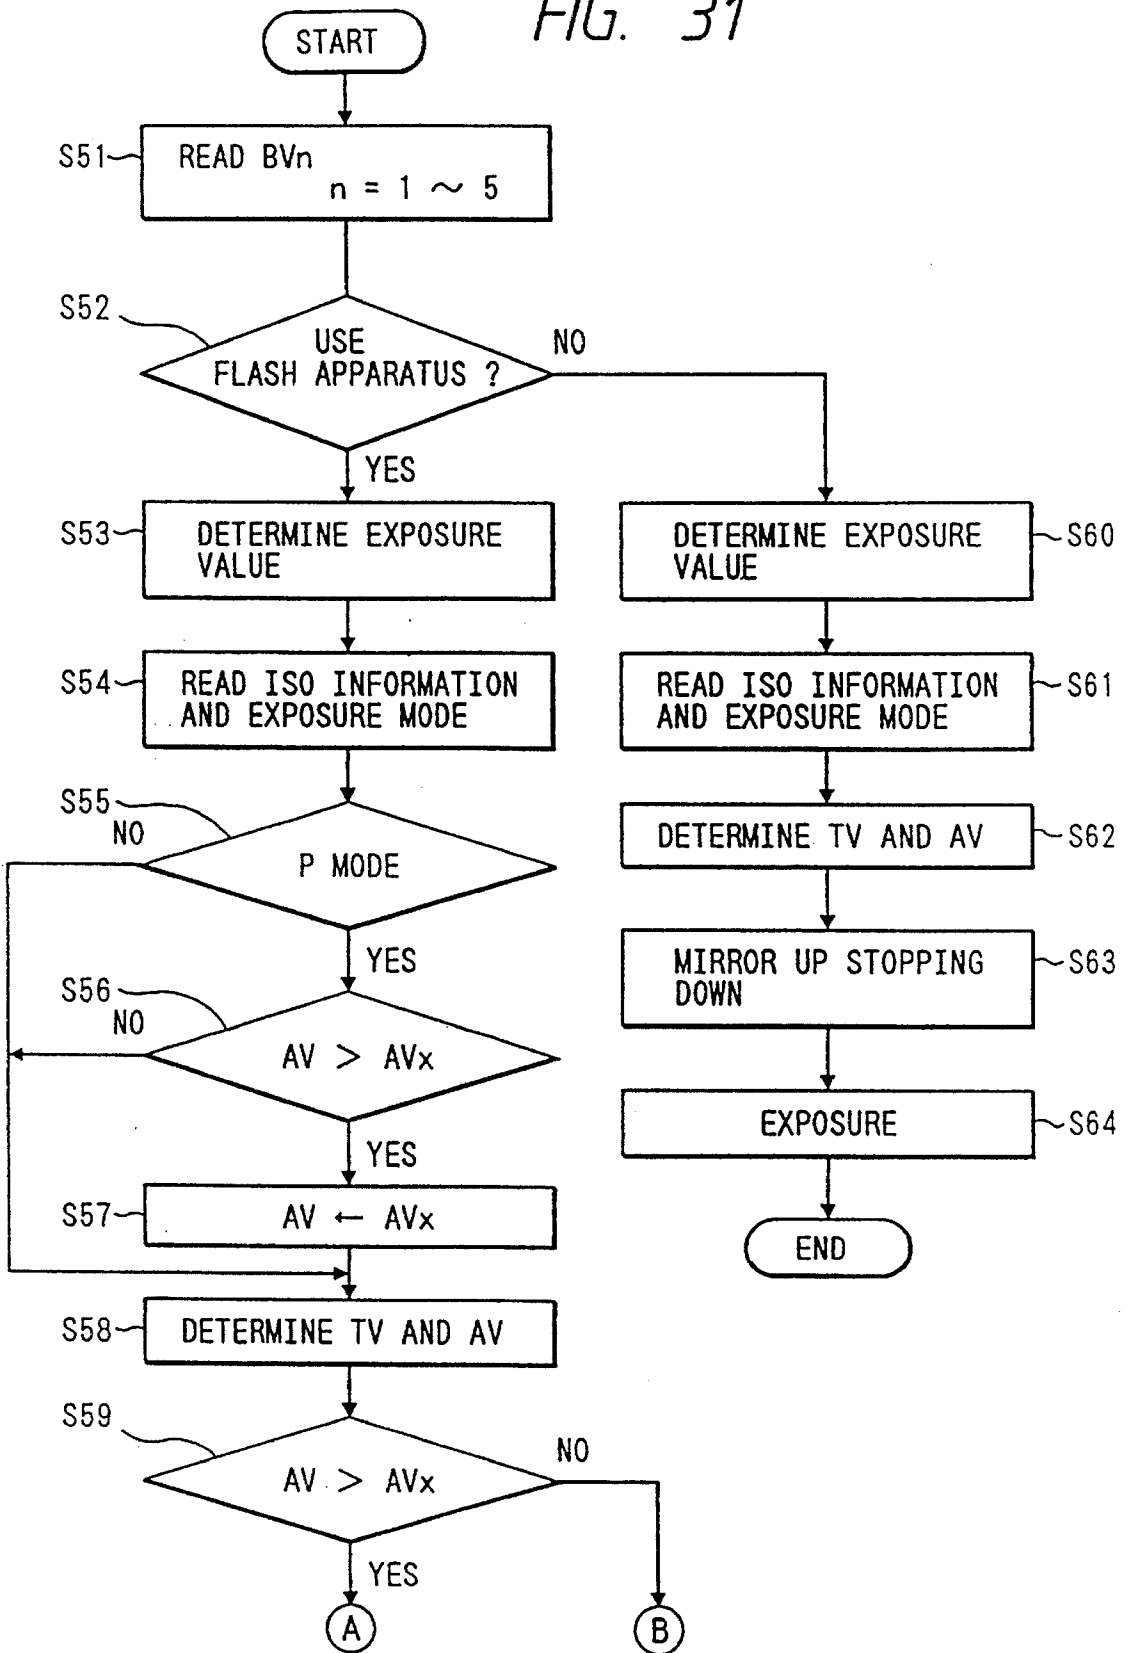 FIG. 31
START
S51
READ BVn
n = 1 ~ 5
S52
USE
FLASH APPARATUS ?
NO
YES
S53
DETERMINE EXPOSURE
VALUE
DETERMINE EXPOSURE
VALUE
S60
S54
READ ISO INFORMATION
AND EXPOSURE MODE
READ ISO INFORMATION
AND EXPOSURE MODE
S61
S55
NO
P MODE
YES
DETERMINE TV AND AV
S62
S56
NO
AV > AVx
YES
MIRROR UP STOPPING
DOWN
S63
EXPOSURE
S64
S57
AV ← AVx
END
S58
DETERMINE TV AND AV
S59
AV > AVx
NO
YES
A
B